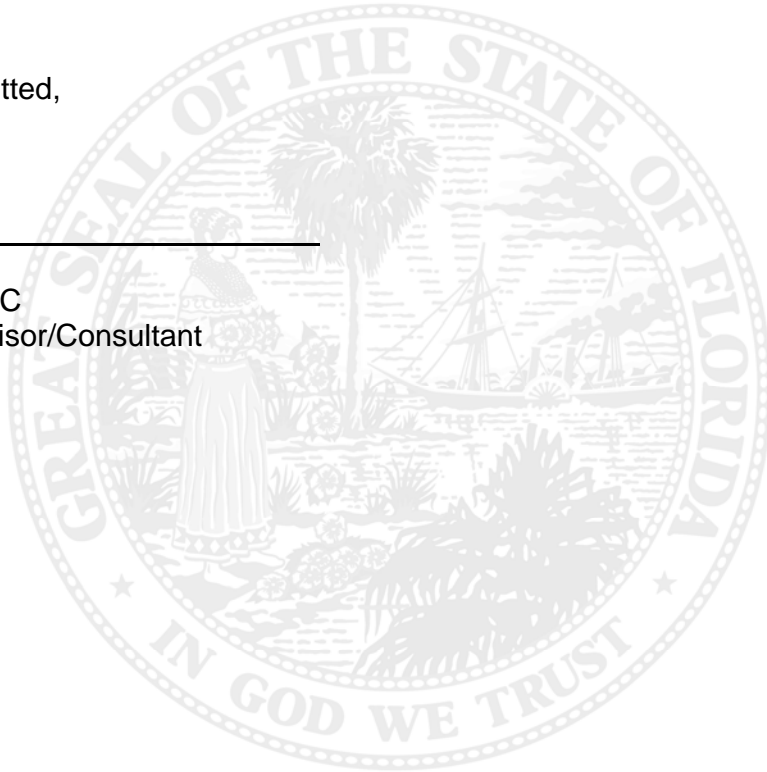 tted,
C
isor/Consultant
GREAT SEAL OF THE STATE OF FLORIDA
IN GOD WE TRUST